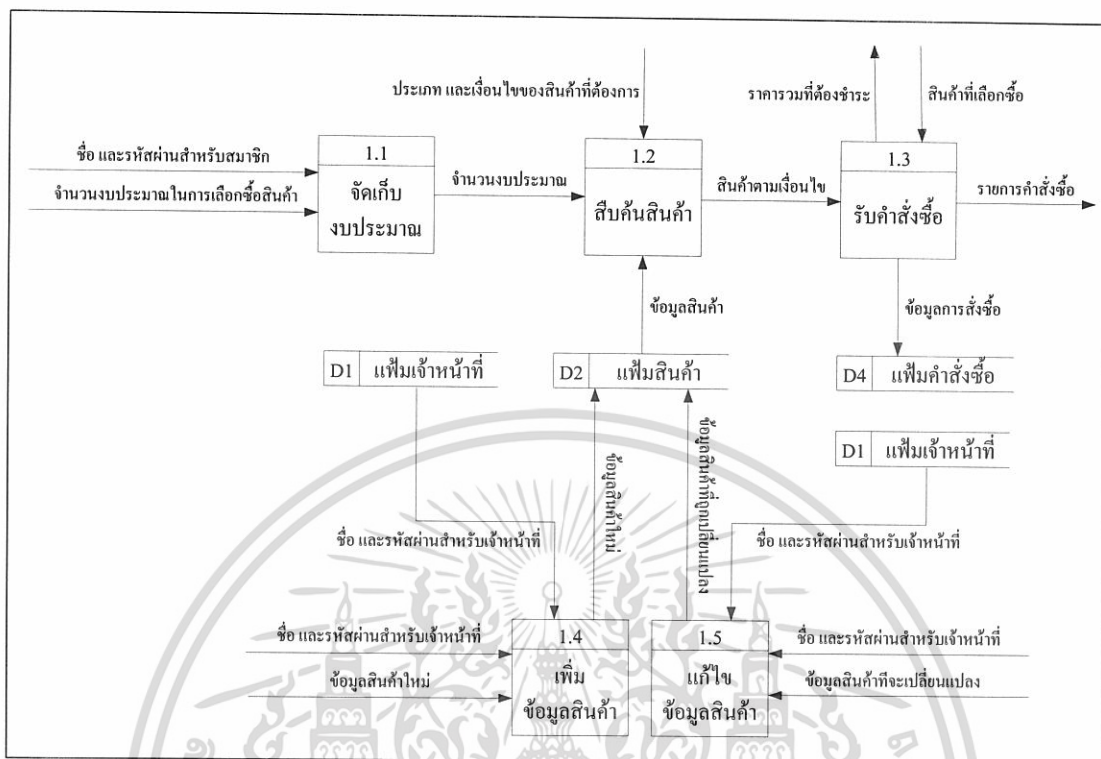 ประเภท และเงื่อนไขของสินค้าที่ต้องการ
ราคารวมที่ต้องชำระ
สินค้าที่เลือกซื้อ
ชื่อ และรหัสผ่านสำหรับสมาชิก
จำนวนงบประมาณในการเลือกซื้อสินค้า
1.1
จัดเก็บ
งบประมาณ
จำนวนงบประมาณ
1.2
สืบค้นสินค้า
สินค้าตามเงื่อนไข
1.3
รับคำสั่งซื้อ
รายการคำสั่งซื้อ
ข้อมูลสินค้า
ข้อมูลการสั่งซื้อ
D1 แฟ้มเจ้าหน้าที่
D2 แฟ้มสินค้า
D4 แฟ้มคำสั่งซื้อ
D1 แฟ้มเจ้าหน้าที่
ข้อมูลสินค้าใหม่
ข้อมูลสินค้าที่ถูกเปลี่ยนแปลง
ชื่อ และรหัสผ่านสำหรับเจ้าหน้าที่
ชื่อ และรหัสผ่านสำหรับเจ้าหน้าที่
ชื่อ และรหัสผ่านสำหรับเจ้าหน้าที่
ข้อมูลสินค้าใหม่
1.4
เพิ่ม
ข้อมูลสินค้า
1.5
แก้ไข
ข้อมูลสินค้า
ชื่อ และรหัสผ่านสำหรับเจ้าหน้าที่
ข้อมูลสินค้าที่จะเปลี่ยนแปลง